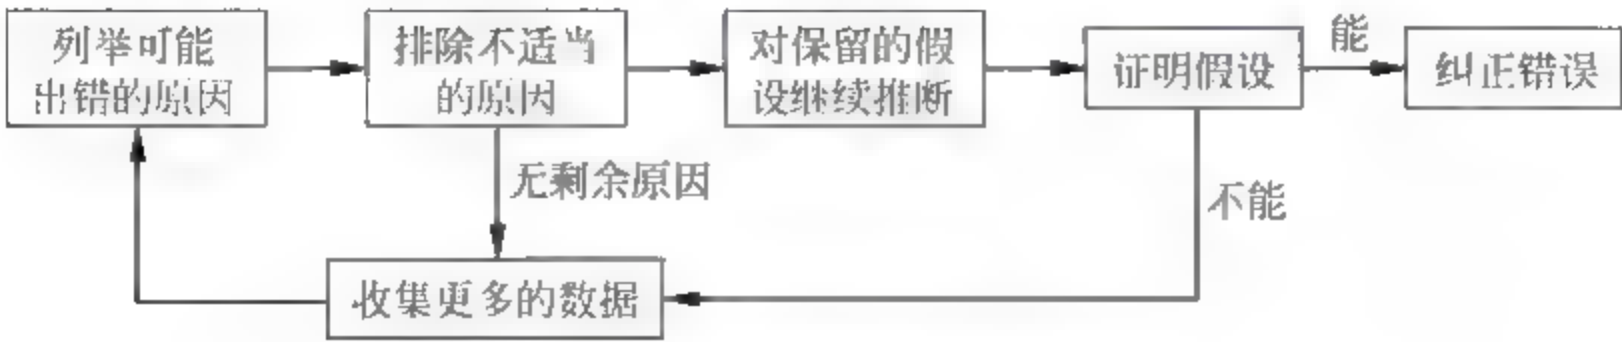 列举可能
出错的原因
排除不适当
的原因
对保留的假
设继续推断
证明假设
能
纠正错误
无剩余原因
不能
收集更多的数据